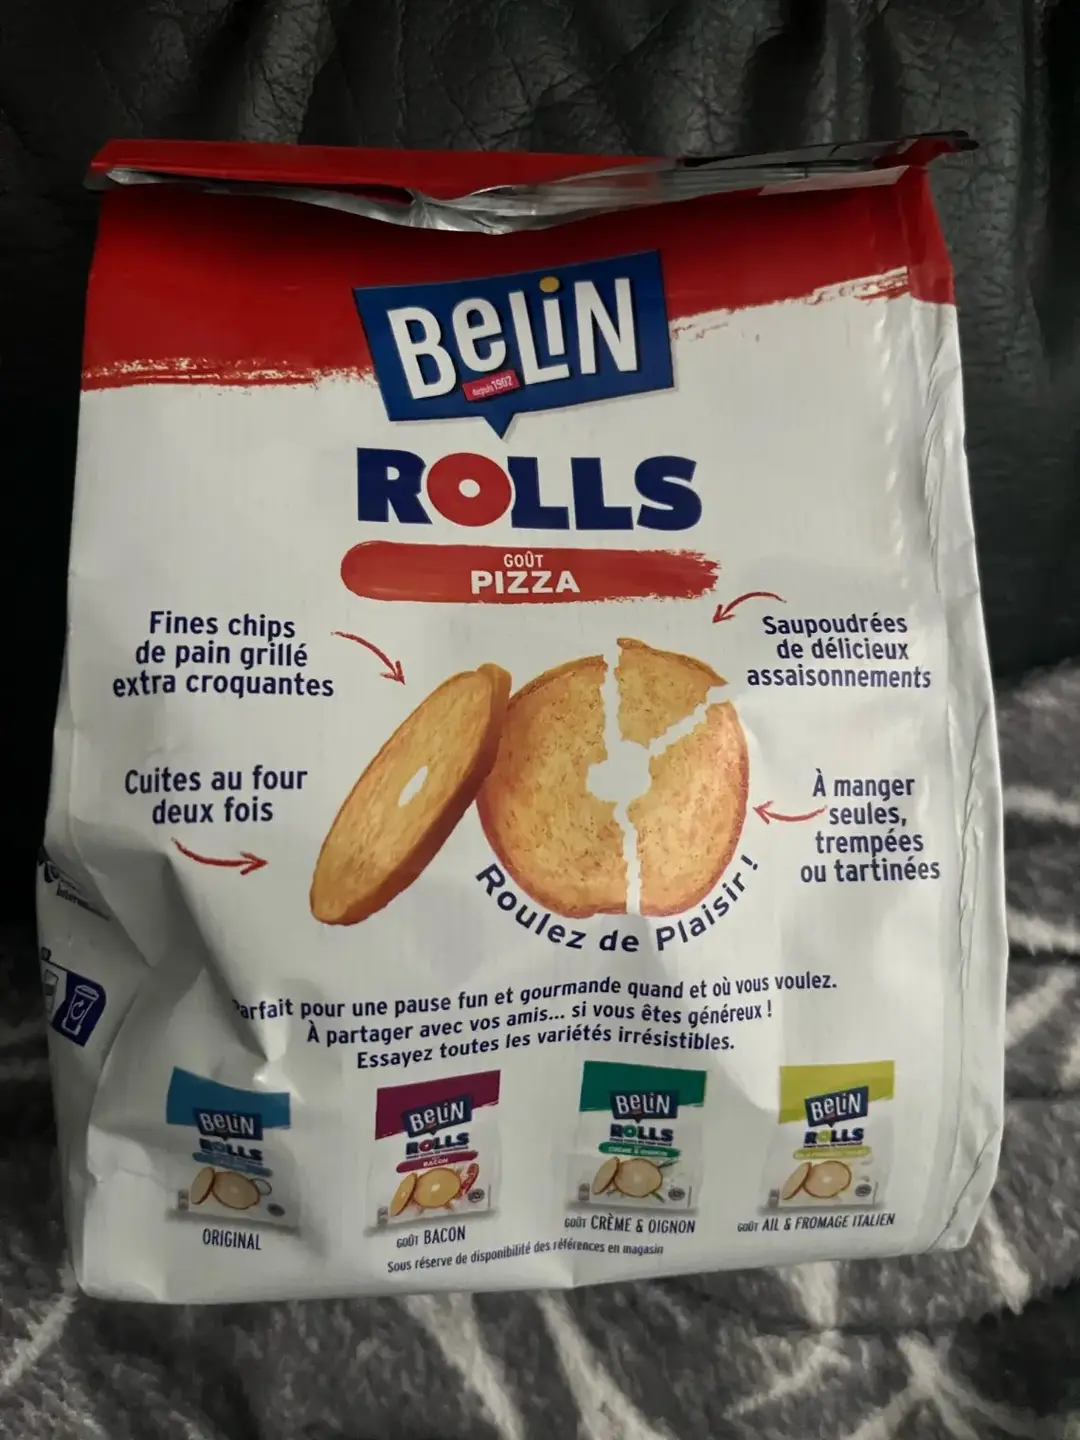 BeLiN
depuis 1902
ROLLS
GOÛT
PIZZA
Fines chips
de pain grillé
extra croquantes
Saupoudrées
de délicieux
assaisonnements
Cuites au four
deux fois
À manger
seules,
trempées
ou tartinées
Roulez de Plaisir !
Parfait pour une pause fun et gourmande quand et où vous voulez.
À partager avec vos amis... si vous êtes généreux !
Essayez toutes les variétés irrésistibles.
BeLiN
ROLLS
BeLiN
ROLLS
BACON
BeLiN
ROLLS
CRÈME & OIGNON
BeLiN
ROLLS
ORIGINAL
GOÛT BACON
GOÛT CRÈME & OIGNON
GOÛT AIL & FROMAGE ITALIEN
Sous réserve de disponibilité des références en magasin